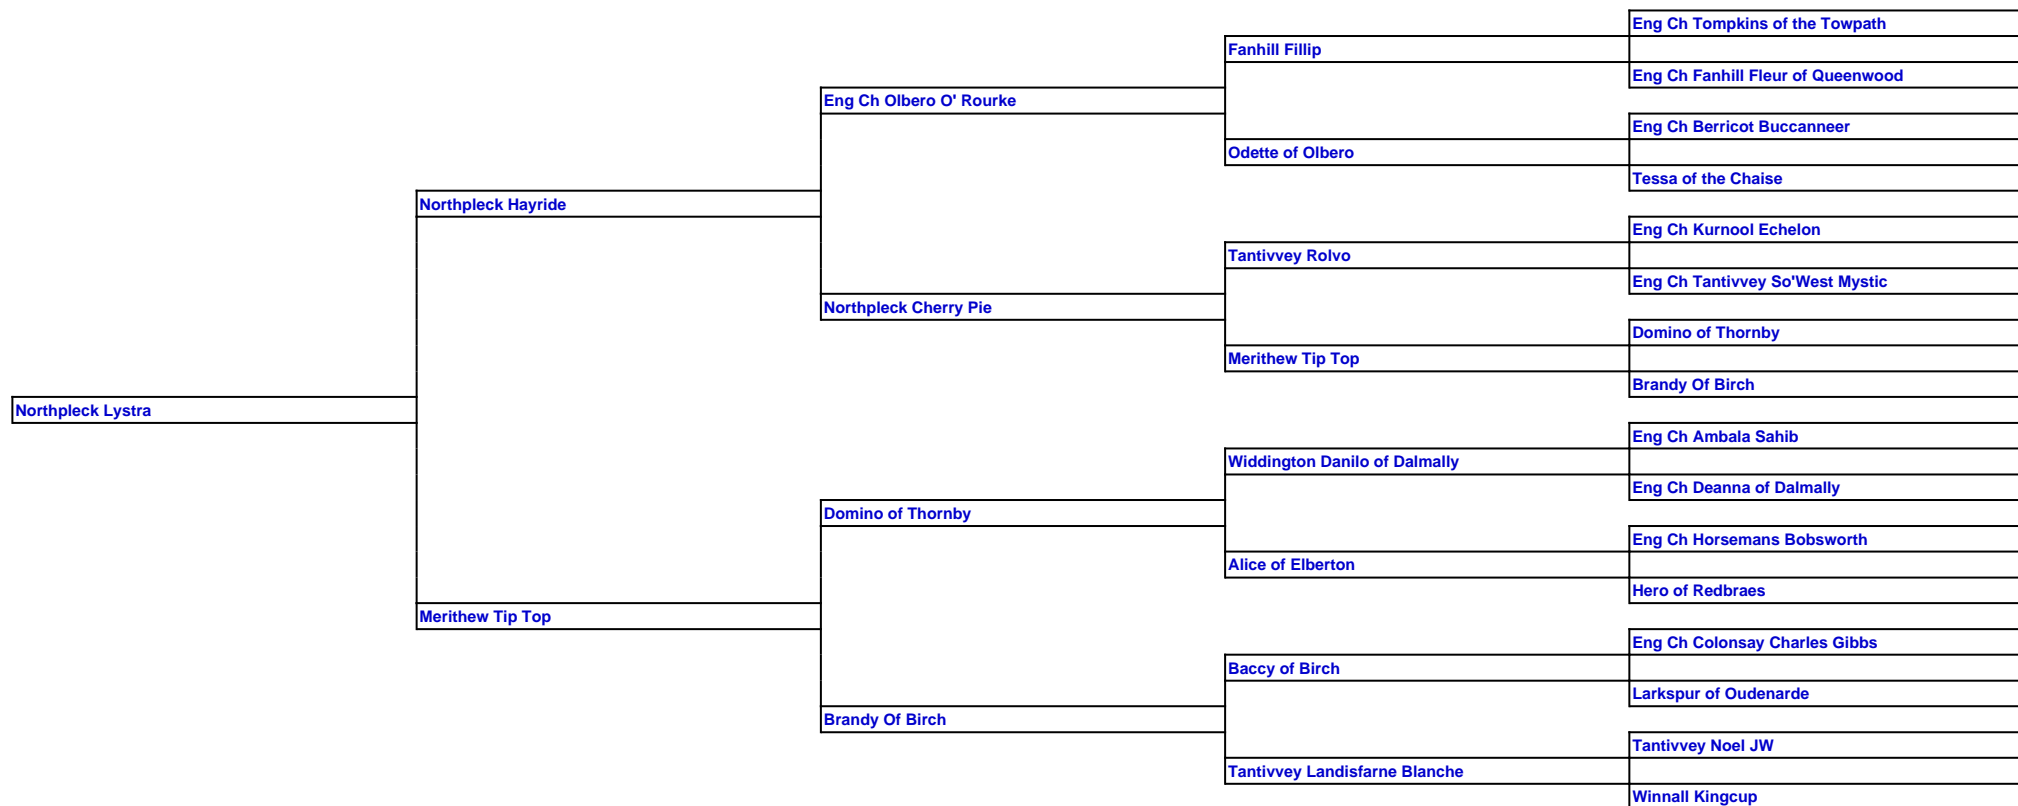 Eng Ch Tompkins of the Towpath
Fanhill Fillip
Eng Ch Fanhill Fleur of Queenwood
Eng Ch Olbero O' Rourke
Eng Ch Berricot Buccanneer
Odette of Olbero
Tessa of the Chaise
Northpleck Hayride
Eng Ch Kurnool Echelon
Tantivvey Rolvo
Eng Ch Tantivvey So'West Mystic
Northpleck Cherry Pie
Domino of Thornby
Merithew Tip Top
Brandy Of Birch
Northpleck Lystra
Eng Ch Ambala Sahib
Widdington Danilo of Dalmally
Eng Ch Deanna of Dalmally
Domino of Thornby
Eng Ch Horsemans Bobsworth
Alice of Elberton
Hero of Redbraes
Merithew Tip Top
Eng Ch Colonsay Charles Gibbs
Baccy of Birch
Larkspur of Oudenarde
Brandy Of Birch
Tantivvey Noel JW
Tantivvey Landisfarne Blanche
Winnall Kingcup